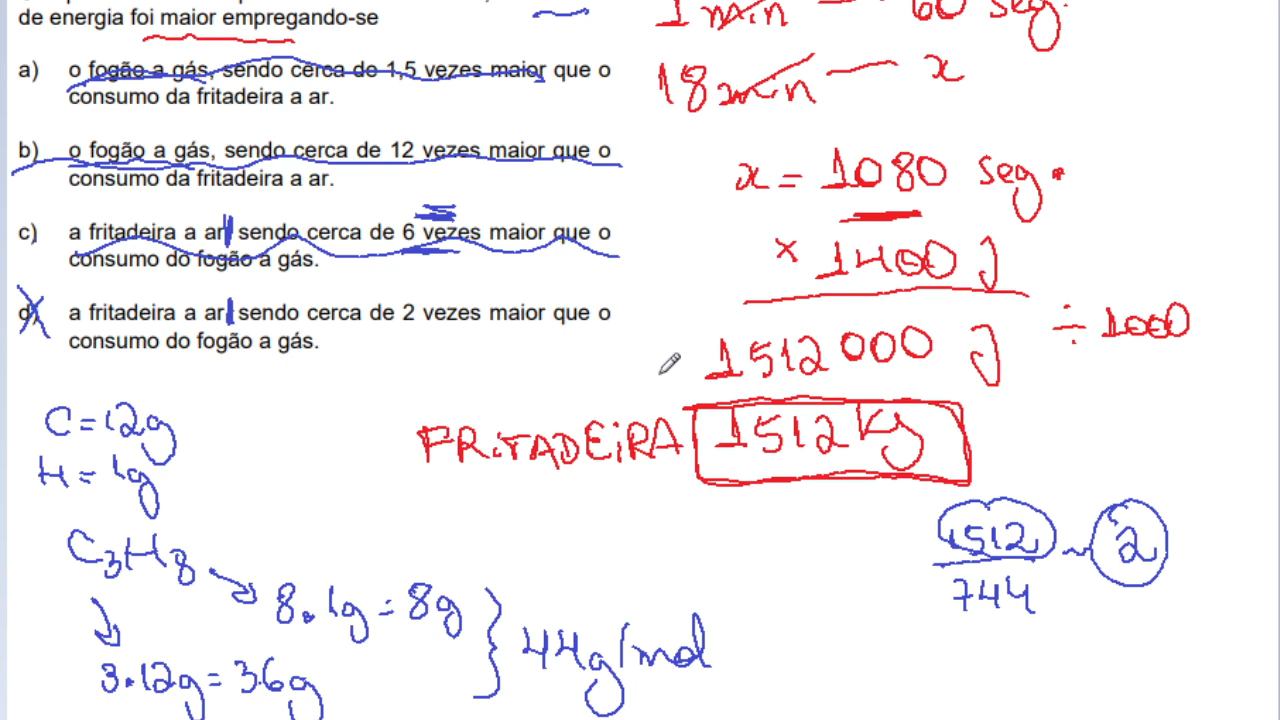 de energia foi maior empregando-se
a) o fogão a gás, sendo cerca de 1,5 vezes maior que o
consumo da fritadeira a ar.
b) o fogão a gás, sendo cerca de 12 vezes maior que o
consumo da fritadeira a ar.
c) a fritadeira a ar, sendo cerca de 6 vezes maior que o
consumo do fogão a gás.
d) a fritadeira a ar, sendo cerca de 2 vezes maior que o
consumo do fogão a gás.
1 min — 60 seg.
18 min — x
x = 1080 seg.
x 1400 J
1512000 J ÷ 1000
FRITADEIRA 1512 KJ
1512
744
~ 2
C = 12g
H = 1g
C3H8
8.1g = 8g
3.12g = 36g
} 44g/mol